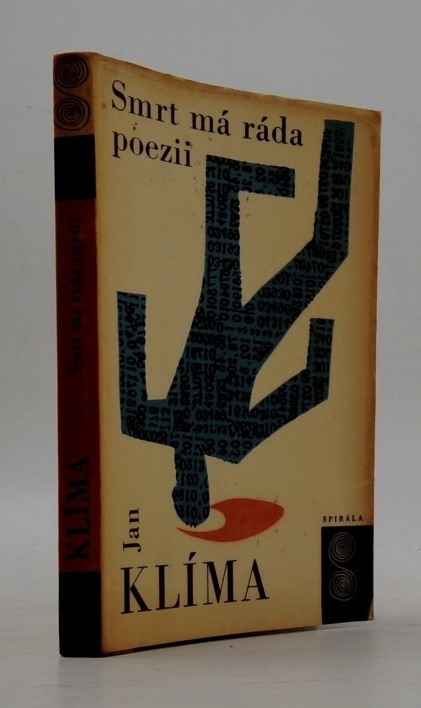 Smrt má ráda
poezii
Jan
KLÍMA
SPIRÁLA
Smrt má ráda poezii
KLÍMA